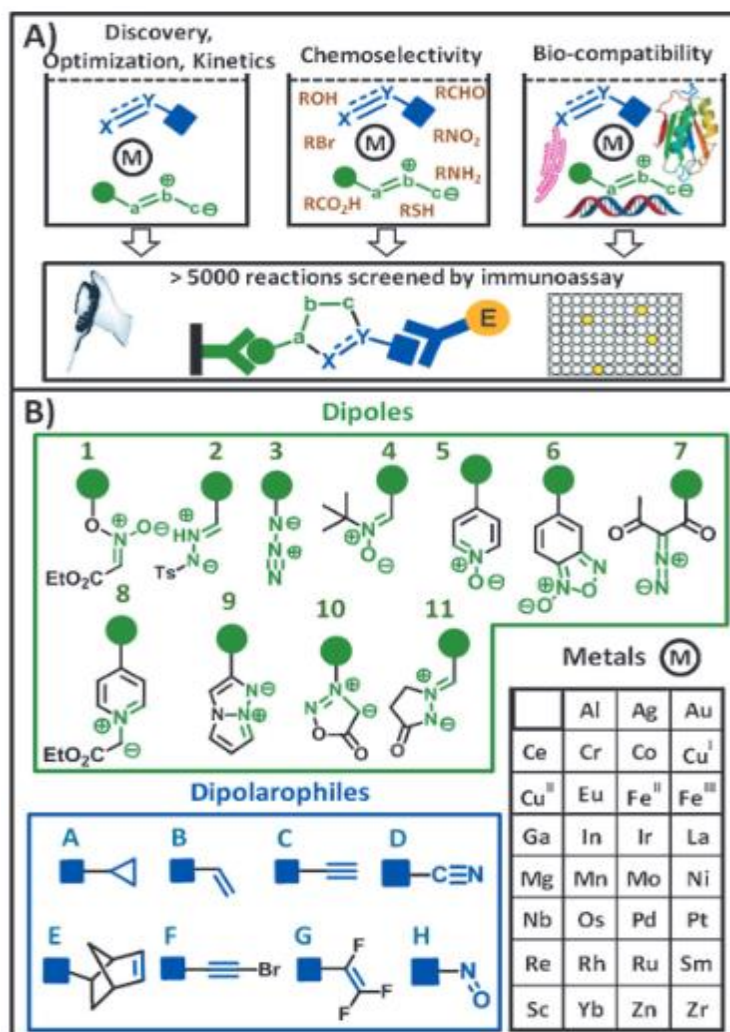 A)
Discovery,
Optimization, Kinetics
Chemoselectivity
Bio-compatibility
X Y
M
a b ⊕ c ⊖
ROH RCHO
X Y
RBr M RNO₂
a b ⊕ c ⊖ RNH₂
RCO₂H RSH
X Y
M
a b ⊕ c ⊖
> 5000 reactions screened by immunoassay
b c
a Y E
X
B)
Dipoles
1 2 3 4 5 6 7
O N⊕ O⊖
EtO₂C
HN⊕ N⊖
Ts
N⊖ N⊕ N
N⊕ O⊖
N⊕ O⊖
N⊕ O N
⊖O
O O
N⊕
N⊖
8 9 10 11
N⊕
EtO₂C ⊖
N N⊖ N⊕
N N⊕ ⊖
O O
N⊕ N⊖
O
Metals M
Al Ag Au
Ce Cr Co Cuᴵ
Cuᴵᴵ Eu Feᴵᴵ Feᴵᴵᴵ
Ga In Ir La
Mg Mn Mo Ni
Nb Os Pd Pt
Re Rh Ru Sm
Sc Yb Zn Zr
Dipolarophiles
A B C D
C≡N
E F G H
Br
F F F
N O